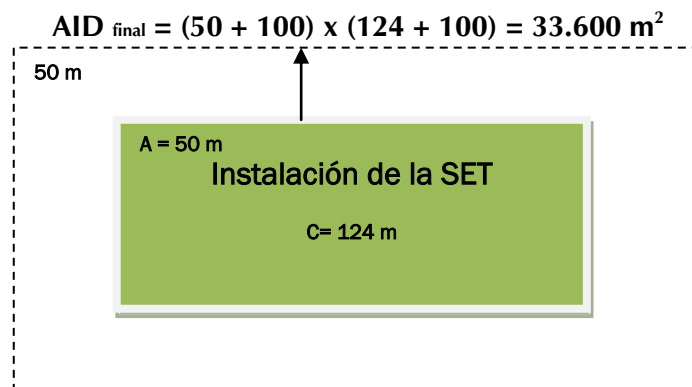 AID final = (50 + 100) x (124 + 100) = 33.600 m²
50 m
A = 50 m
Instalación de la SET
C= 124 m